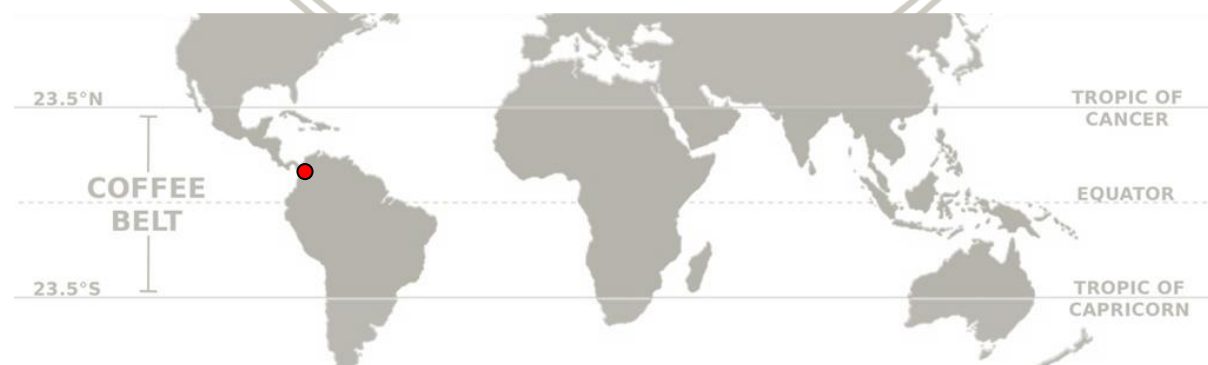 23.5°N
TROPIC OF
CANCER
COFFEE
BELT
EQUATOR
23.5°S
TROPIC OF
CAPRICORN